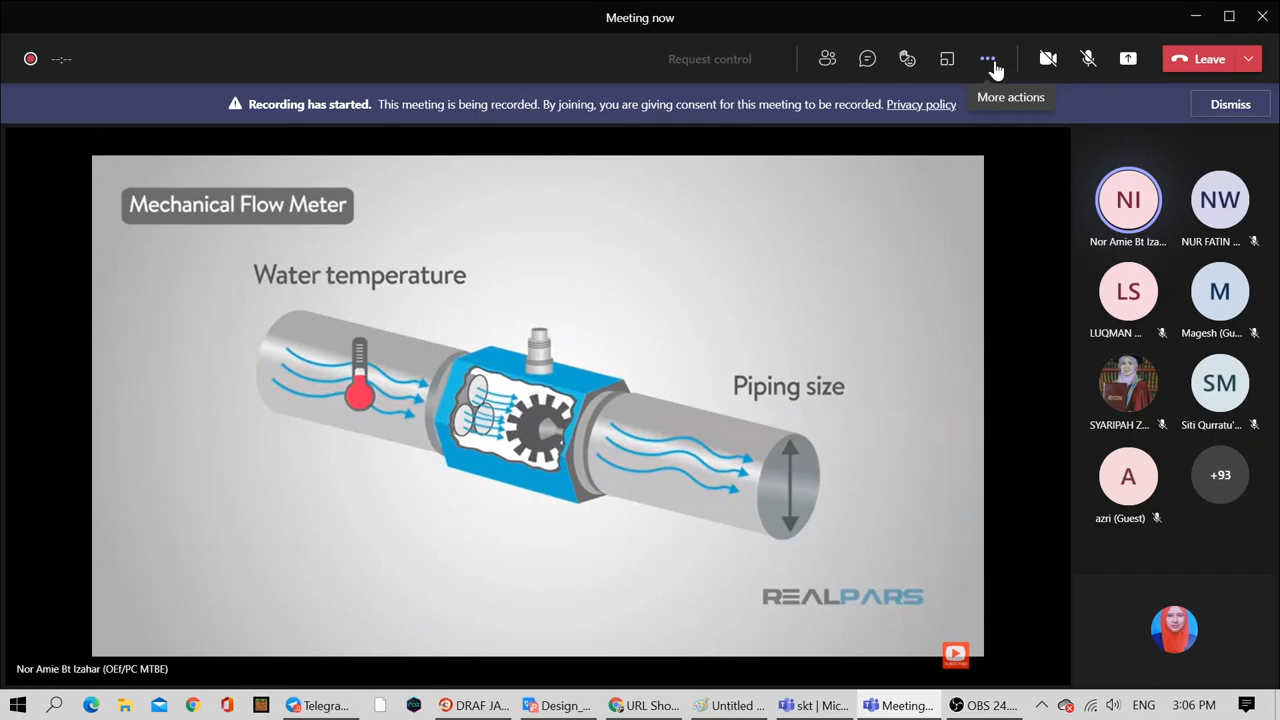 Meeting now
--:--
Request control
Leave
Recording has started. This meeting is being recorded. By joining, you are giving consent for this meeting to be recorded. Privacy policy
Dismiss
More actions
Mechanical Flow Meter
Water temperature
Piping size
REALPARS
SUBSCRIBE
Nor Amie Bt Izahar (OEf/PC MTBE)
NI
NW
Nor Amie Bt Iza...
NUR FATIN ...
LS
M
LUQMAN ...
Magesh (Gu...
SM
SYARIPAH Z...
Siti Qurratu'...
A
+93
azri (Guest)
Telegra...
DRAF JA...
Design_...
URL Sho...
Untitled ...
skt | Mic...
Meeting...
OBS 24....
ENG
3:06 PM